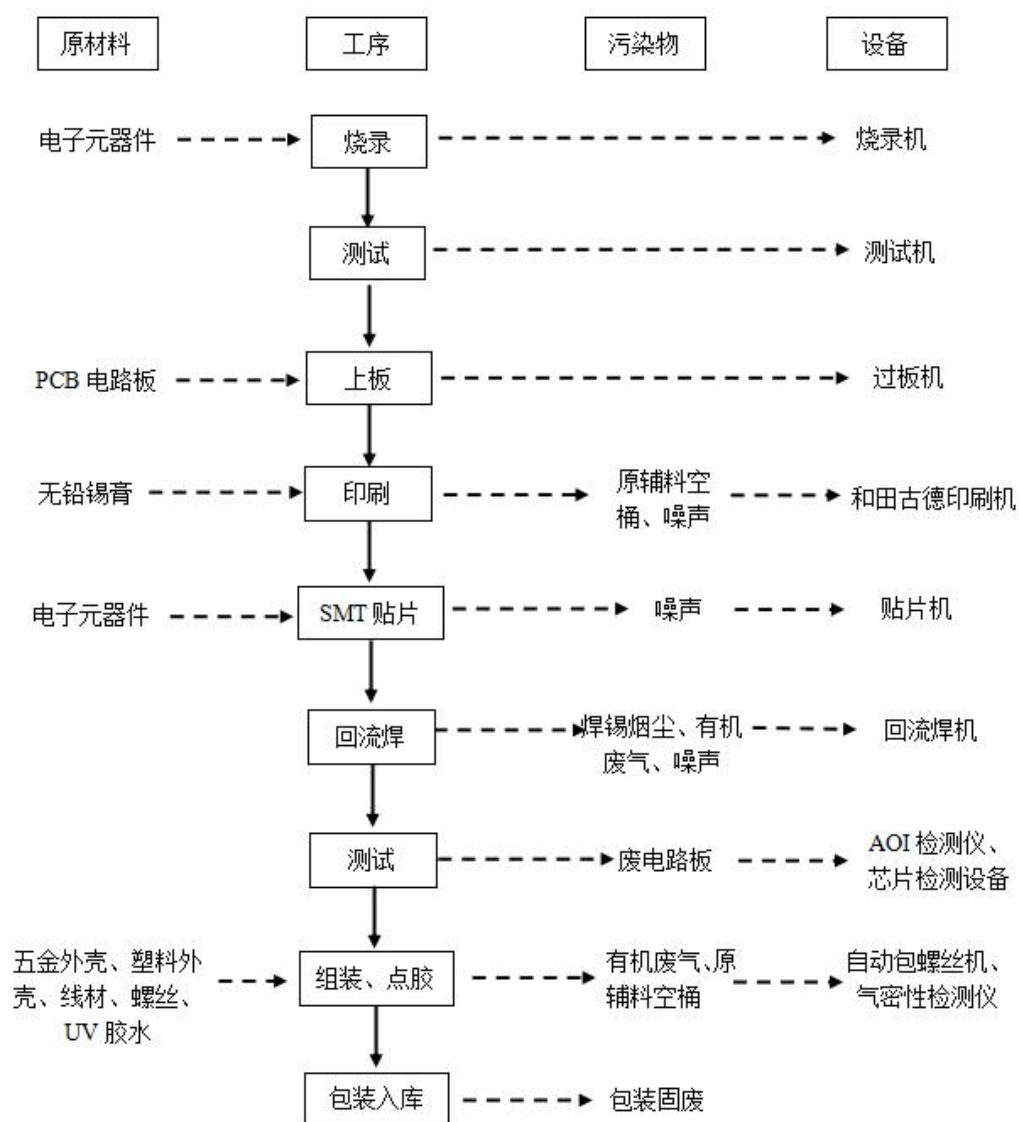 原材料
工序
污染物
设备
电子元器件
烧录
烧录机
测试
测试机
PCB 电路板
上板
过板机
无铅锡膏
印刷
原辅料空
桶、噪声
和田古德印刷机
电子元器件
SMT 贴片
噪声
贴片机
回流焊
焊锡烟尘、有机
废气、噪声
回流焊机
测试
废电路板
AOI 检测仪、
芯片检测设备
五金外壳、塑料外
壳、线材、螺丝、
UV 胶水
组装、点胶
有机废气、原
辅料空桶
自动包螺丝机、
气密性检测仪
包装入库
包装固废